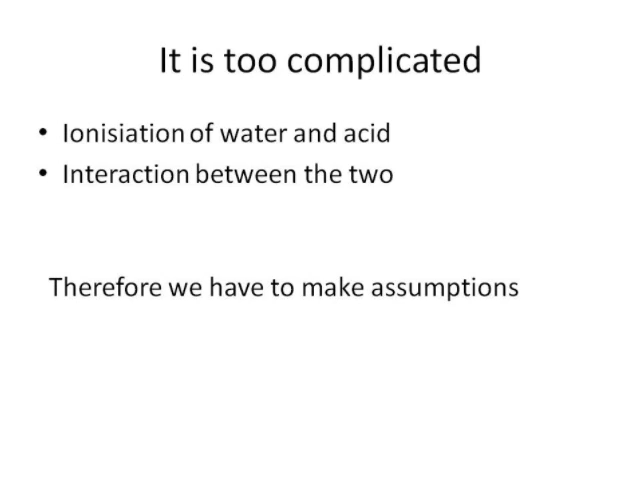 It is too complicated
• Ionisiation of water and acid
• Interaction between the two
Therefore we have to make assumptions